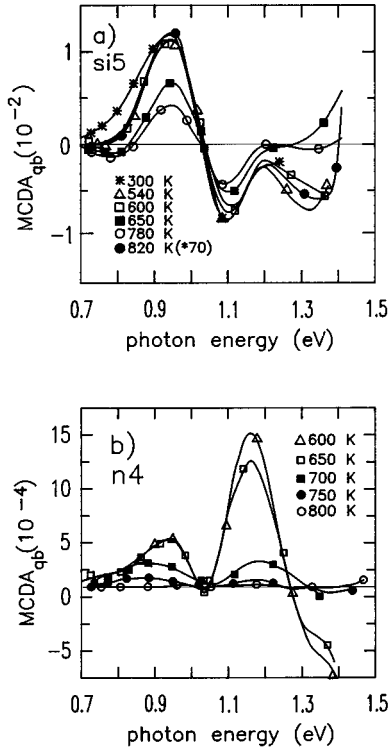 a)
si5
MCDA_qb(10⁻²)
1
0
-1
300 K
540 K
600 K
650 K
780 K
820 K(*70)
0.7 0.9 1.1 1.3 1.5
photon energy (eV)
b)
n4
MCDA_qb(10⁻⁴)
15
10
5
0
-5
600 K
650 K
700 K
750 K
800 K
0.7 0.9 1.1 1.3 1.5
photon energy (eV)